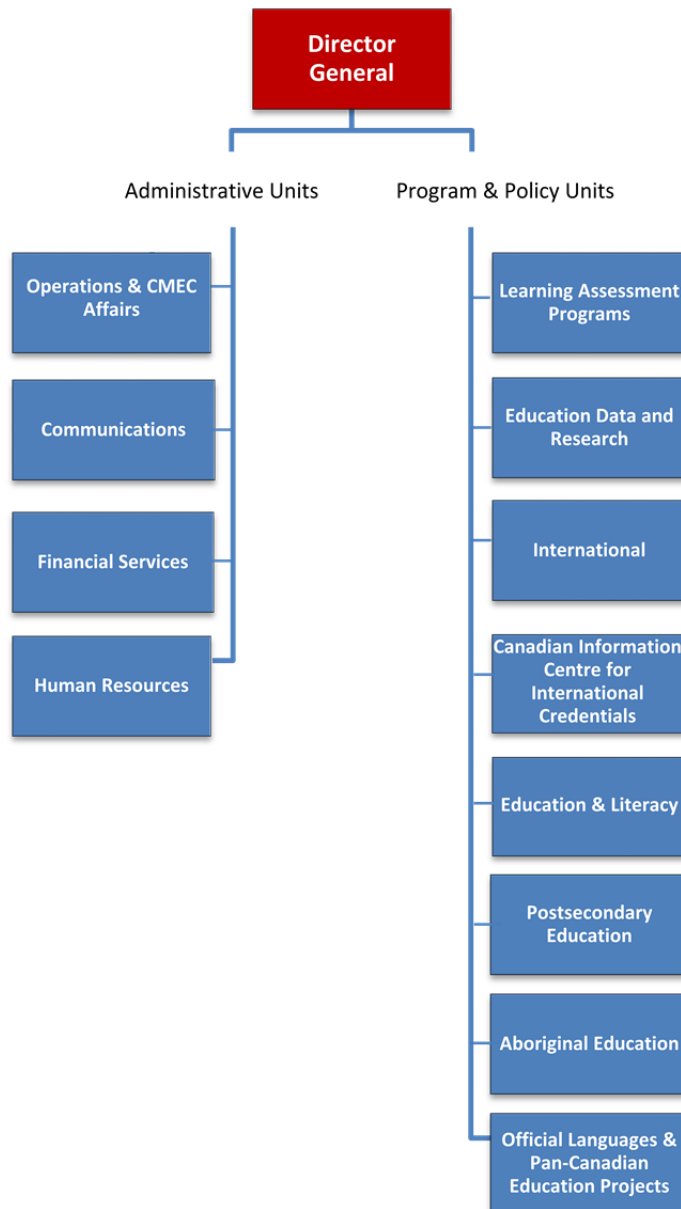 Director
General
Administrative Units
Program & Policy Units
Operations & CMEC
Affairs
Communications
Financial Services
Human Resources
Learning Assessment
Programs
Education Data and
Research
International
Canadian Information
Centre for
International
Credentials
Education & Literacy
Postsecondary
Education
Aboriginal Education
Official Languages &
Pan-Canadian
Education Projects